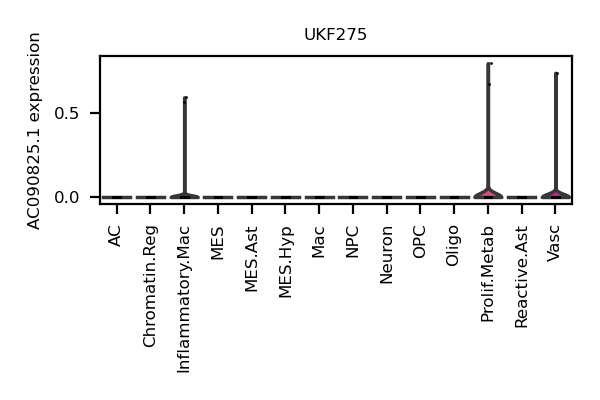 UKF275
AC090825.1 expression
0.5
0.0
AC
Chromatin.Reg
Inflammatory.Mac
MES
MES.Ast
MES.Hyp
Mac
NPC
Neuron
OPC
Oligo
Prolif.Metab
Reactive.Ast
Vasc